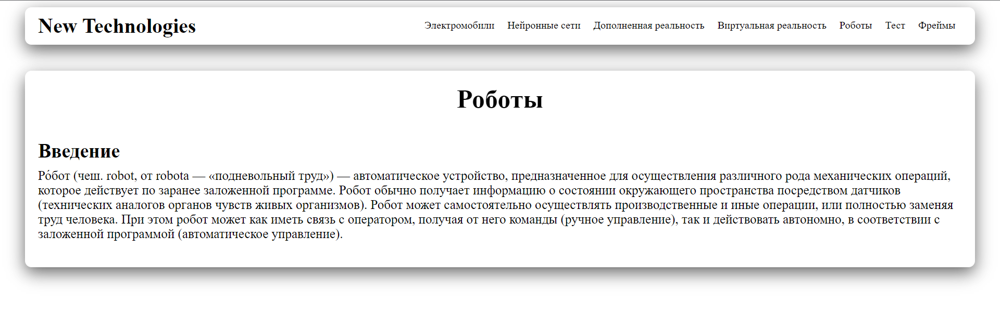 New Technologies
Электромобили Нейронные сети Дополненная реальность Виртуальная реальность Роботы Тест Фреймы
Роботы
Введение
Ро́бот (чеш. robot, от robota — «подневольный труд») — автоматическое устройство, предназначенное для осуществления различного рода механических операций,
которое действует по заранее заложенной программе. Робот обычно получает информацию о состоянии окружающего пространства посредством датчиков
(технических аналогов органов чувств живых организмов). Робот может самостоятельно осуществлять производственные и иные операции, или полностью заменяя
труд человека. При этом робот может как иметь связь с оператором, получая от него команды (ручное управление), так и действовать автономно, в соответствии с
заложенной программой (автоматическое управление).